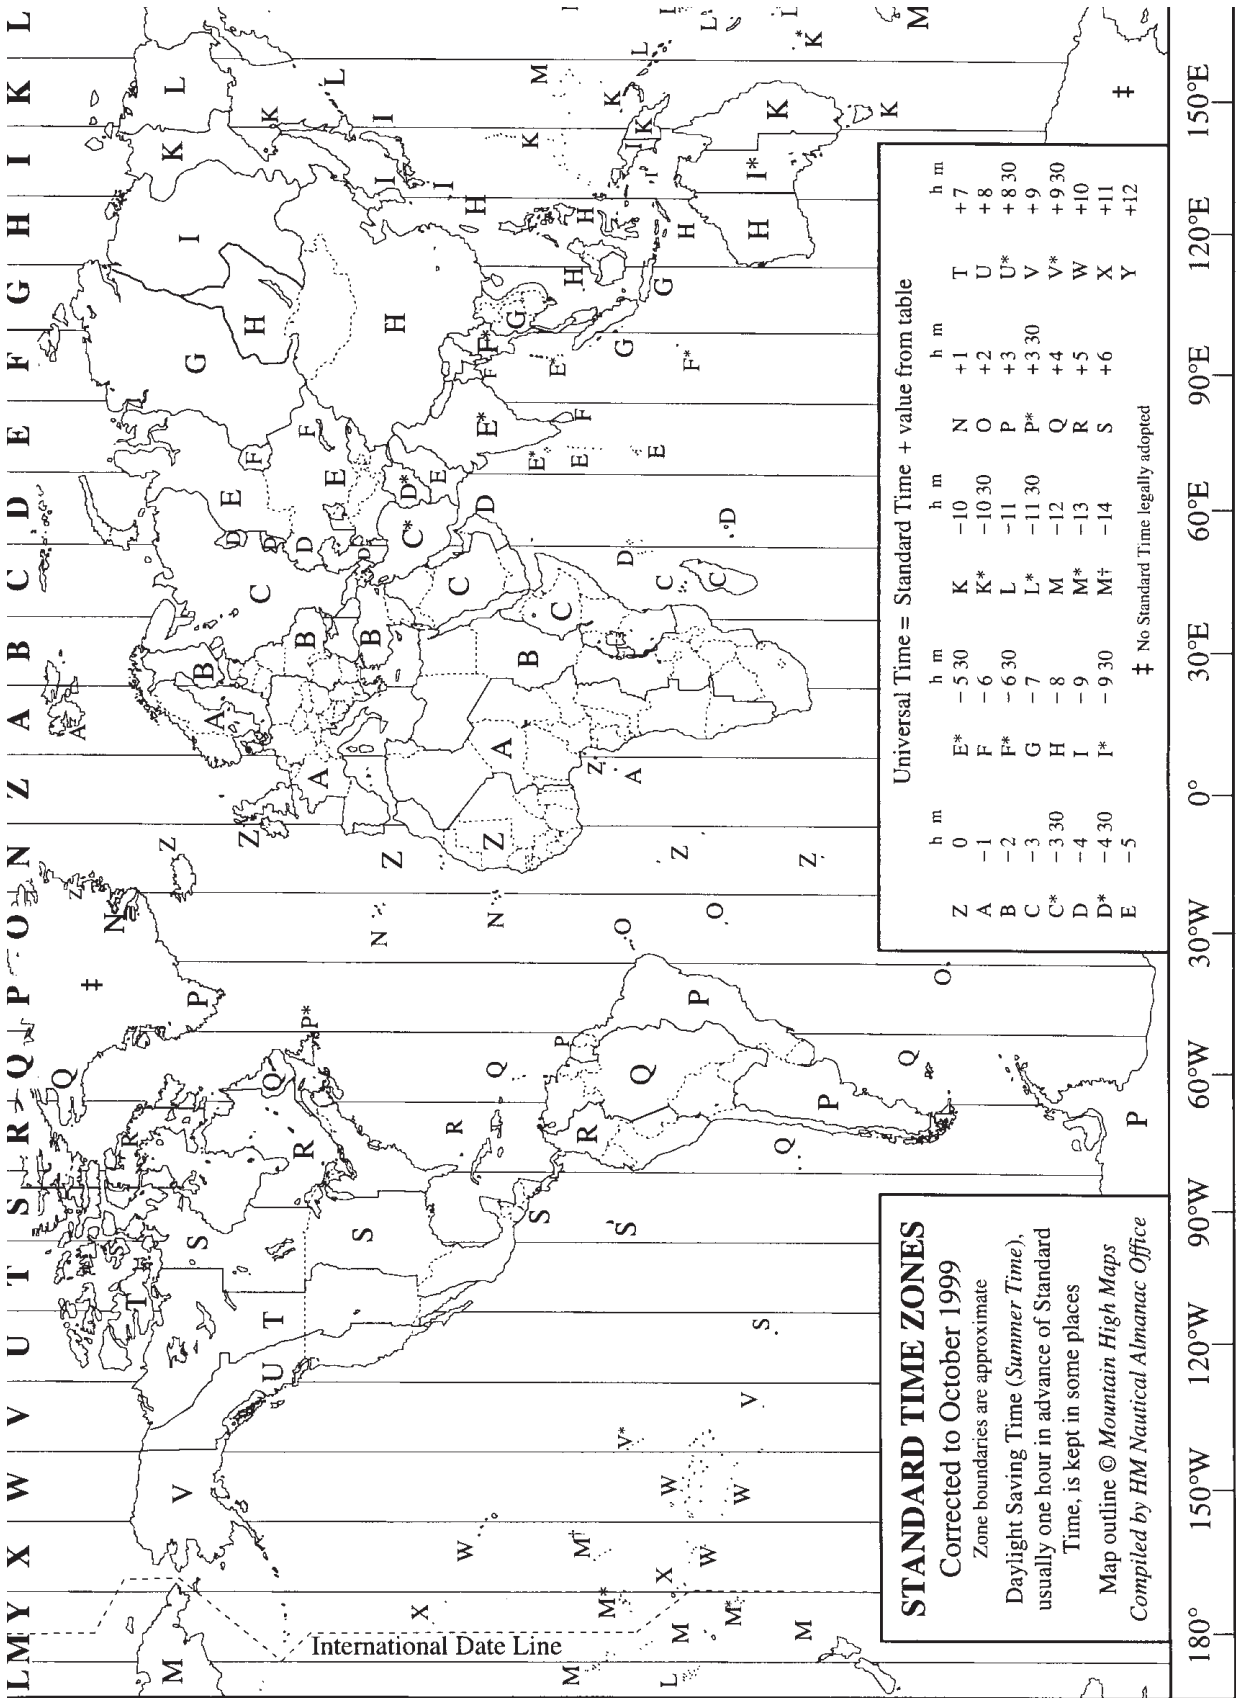 L M Y X W V U T S R Q P O N Z A B C D E F G H I K L
Q ‡ Z A
T R N Z
M V S P A B C D E G I K L
U T R Q Z C D F H K
S P* A B D E F H L
Z B C* D* E H I I
X N C E I
W R Z D F F* H
Q N Z A B E* G K M
M† S P C E* F H H
M* V* S R O Z D G I K
M X Q A C E G I K L
L W W P Z C F* H
M* W O D
V S I* K
M Q P Z H K*
Q O K M
P ‡
International Date Line
STANDARD TIME ZONES
Corrected to October 1999
Zone boundaries are approximate
Daylight Saving Time (Summer Time),
usually one hour in advance of Standard
Time, is kept in some places
Map outline © Mountain High Maps
Compiled by HM Nautical Almanac Office
Universal Time = Standard Time + value from table
h m h m h m h m h m
Z 0 E* −5 30 K −10 N +1 T +7
A −1 F −6 K* −10 30 O +2 U +8
B −2 F* −6 30 L −11 P +3 U* +8 30
C −3 G −7 L* −11 30 P* +3 30 V +9
C* −3 30 H −8 M −12 Q +4 V* +9 30
D −4 I −9 M* −13 R +5 W +10
D* −4 30 I* −9 30 M† −14 S +6 X +11
E −5 Y +12
‡ No Standard Time legally adopted
180° 150°W 120°W 90°W 60°W 30°W 0° 30°E 60°E 90°E 120°E 150°E